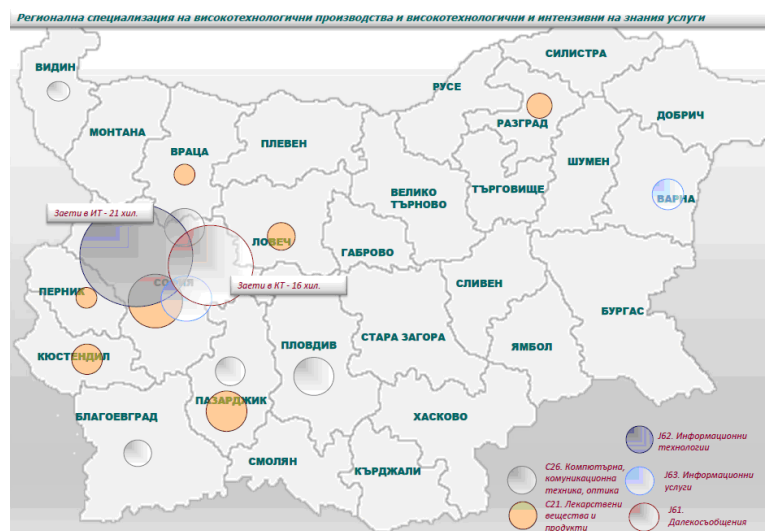 Регионална специализация на високотехнологични производства и високотехнологични и интензивни на знания услуги
СИЛИСТРА
ВИДИН
РУСЕ
ДОБРИЧ
РАЗГРАД
МОНТАНА
ПЛЕВЕН
ВРАЦА
ШУМЕН
ВЕЛИКО
ТЪРНОВО
ТЪРГОВИЩЕ
ВАРНА
Заети в ИТ - 21 хил.
ЛОВЕЧ
ГАБРОВО
СОФИЯ
Заети в КТ - 16 хил.
СЛИВЕН
ПЕРНИК
БУРГАС
СТАРА ЗАГОРА
ПЛОВДИВ
ЯМБОЛ
КЮСТЕНДИЛ
ПАЗАРДЖИК
БЛАГОЕВГРАД
ХАСКОВО
СМОЛЯН
КЪРДЖАЛИ
J62. Информационни
технологии
C26. Компютърна,
комуникационна
техника, оптика
J63. Информационни
услуги
C21. Лекарствени
вещества и
продукти
J61.
Далекосъобщения